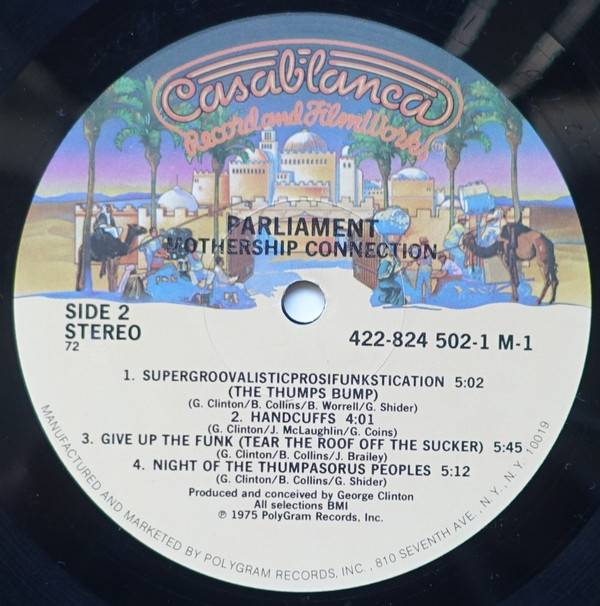 Casablanca
Record and FilmWorks
PARLIAMENT
MOTHERSHIP CONNECTION
SIDE 2
STEREO
72
422-824 502-1 M-1
1. SUPERGROOVALISTICPROSIFUNKSTICATION 5:02
(THE THUMPS BUMP)
(G. Clinton/B. Collins/B. Worrell/G. Shider)
2. HANDCUFFS 4:01
(G. Clinton/J. McLaughlin/G. Coins)
3. GIVE UP THE FUNK (TEAR THE ROOF OFF THE SUCKER) 5:45
(G. Clinton/B. Collins/J. Brailey)
4. NIGHT OF THE THUMPASORUS PEOPLES 5:12
(G. Clinton/B. Collins/G. Shider)
Produced and conceived by George Clinton
All selections BMI
℗ 1975 PolyGram Records, Inc.
MANUFACTURED AND MARKETED BY POLYGRAM RECORDS, INC., 810 SEVENTH AVE., N.Y., N.Y. 10019